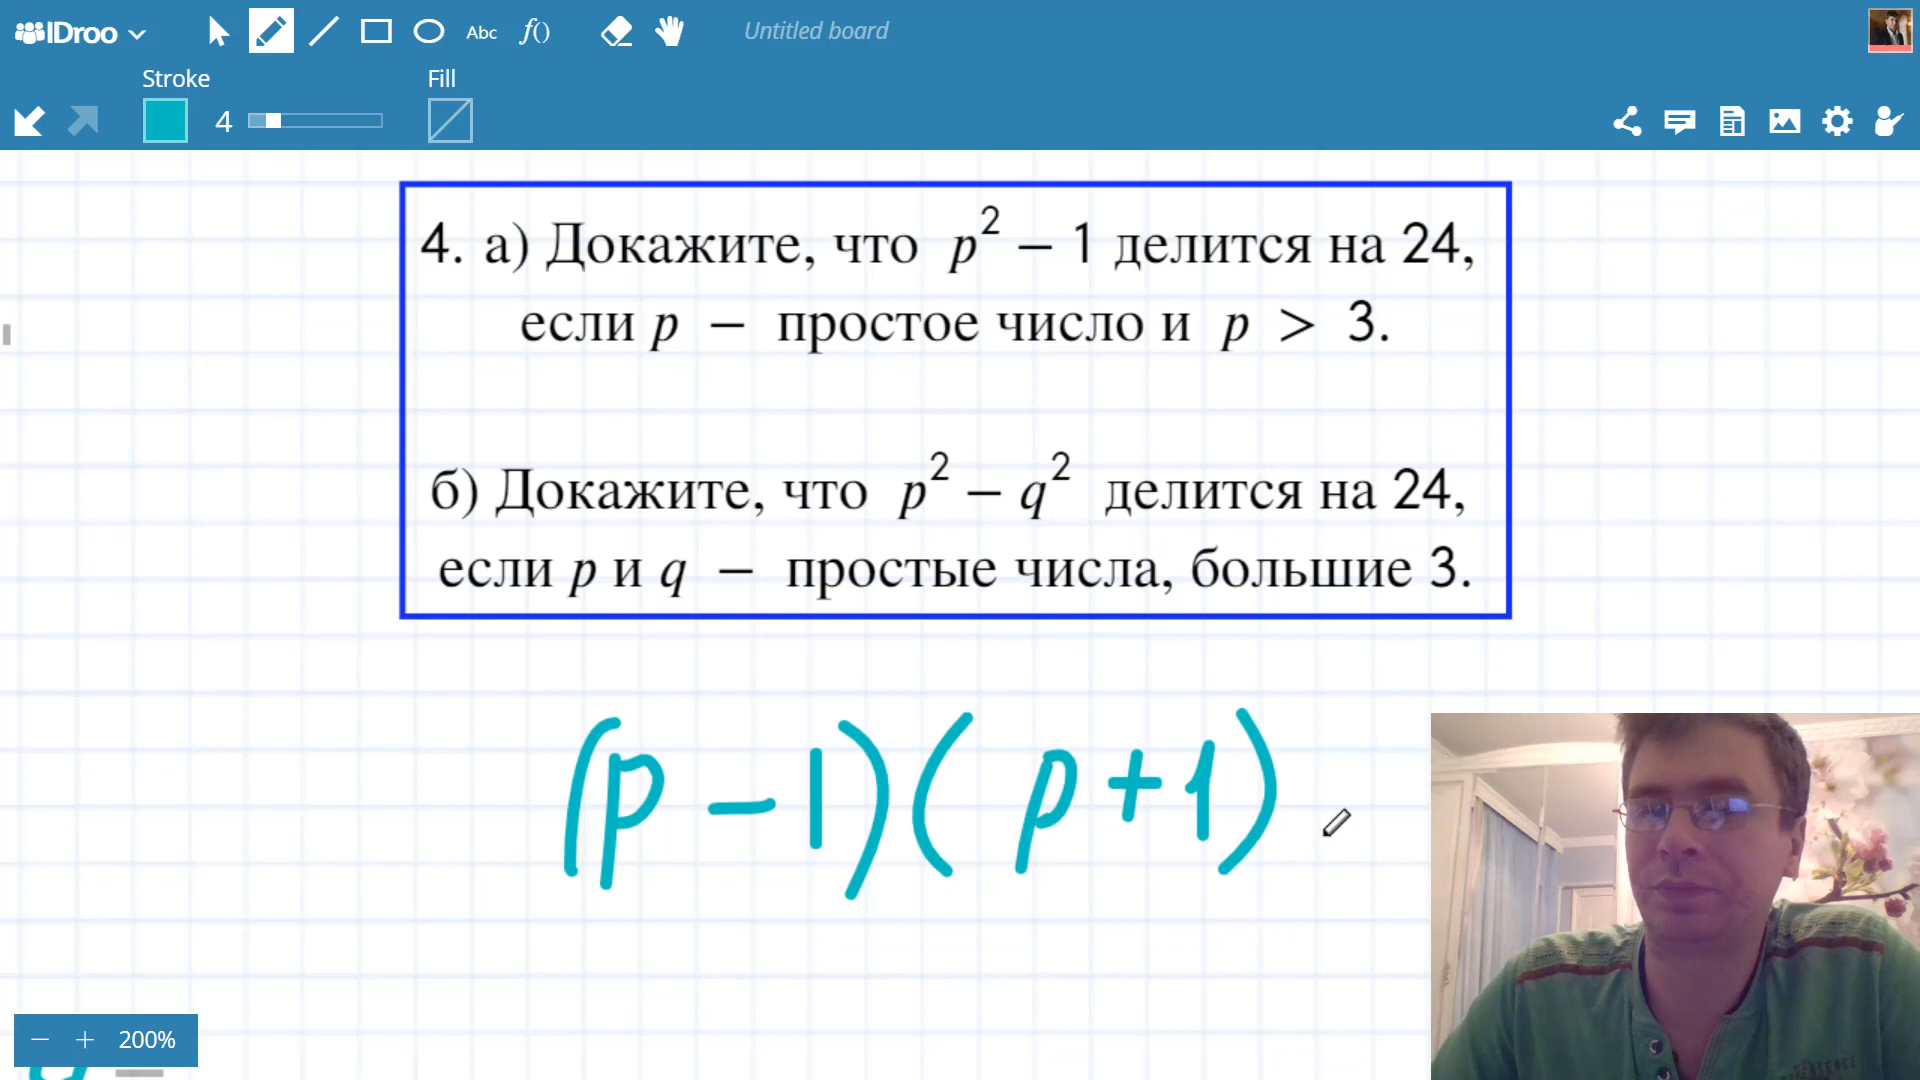 IDroo
Abc
f()
Untitled board
Stroke
Fill
4
4. а) Докажите, что p² − 1 делится на 24,
если p − простое число и p > 3.
б) Докажите, что p² − q² делится на 24,
если p и q − простые числа, большие 3.
(p − 1)(p + 1)
− + 200%